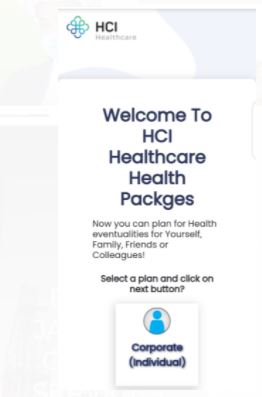 HCI
Healthcare
Welcome To
HCI
Healthcare
Health
Packges
Now you can plan for Health
eventualities for Yourself,
Family, Friends or
Colleagues!
Select a plan and click on
next button?
Corporate
(Individual)